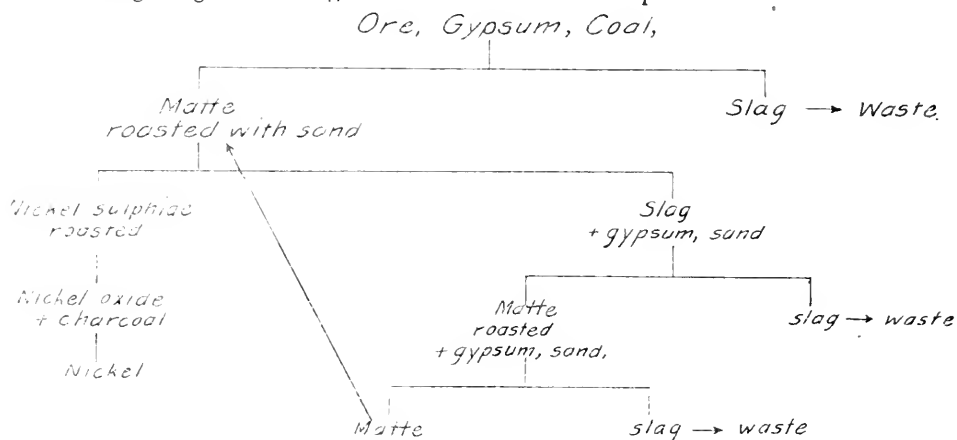 Ore, Gypsum, Coal,
Matte
roasted with sand
Slag → Waste.
Nickel sulphide
roasted
Slag
+ gypsum, sand
Nickel oxide
+ charcoal
Matte
roasted
+ gypsum, sand,
slag → waste
Nickel
Matte
slag → waste